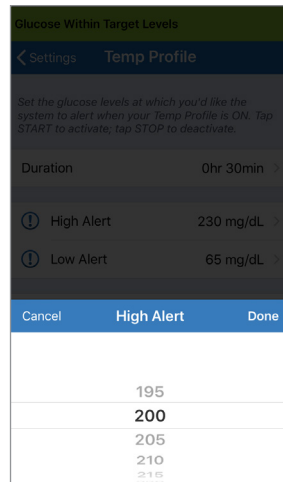 Glucose Within Target Levels
Settings Temp Profile
Set the glucose levels at which you'd like the
system to alert when your Temp Profile is ON. Tap
START to activate; tap STOP to deactivate.
Duration 0hr 30min
High Alert 230 mg/dL
Low Alert 65 mg/dL
Cancel High Alert Done
195
200
205
210
215